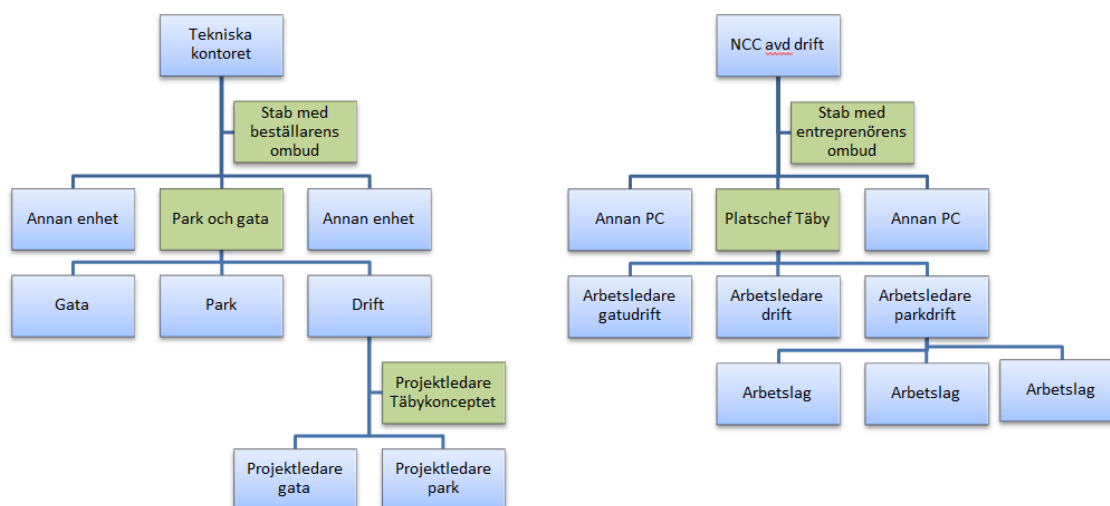 Tekniska
kontoret
Stab med
beställarens
ombud
Annan enhet
Park och gata
Annan enhet
Gata
Park
Drift
Projektledare
Täbykonceptet
Projektledare
gata
Projektledare
park
NCC avd drift
Stab med
entreprenörens
ombud
Annan PC
Platschef Täby
Annan PC
Arbetsledare
gatudrift
Arbetsledare
drift
Arbetsledare
parkdrift
Arbetslag
Arbetslag
Arbetslag